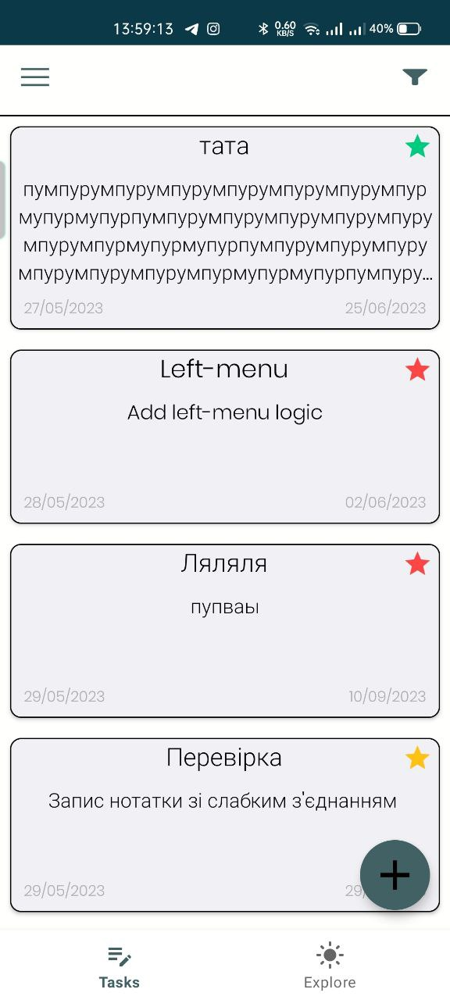 13:59:13
0.60 KB/S
40%
тата
пумпурумпурумпурумпурумпурумпурумпур
мупурмупурпумпурумпурумпурумпурумпуру
мпурумпурмупурмупурпумпурумпурумпуру
мпурумпурумпурумпурмупурмупурпумпуру...
27/05/2023
25/06/2023
Left-menu
Add left-menu logic
28/05/2023
02/06/2023
Ляляля
пупваы
29/05/2023
10/09/2023
Перевірка
Запис нотатки зі слабким з'єднанням
29/05/2023
Tasks
Explore